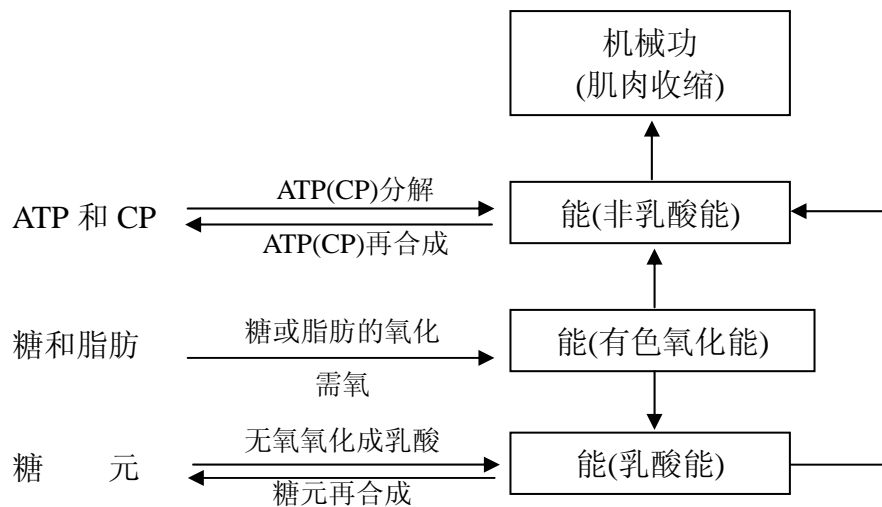 机械功
(肌肉收缩)
ATP 和 CP
ATP(CP)分解
ATP(CP)再合成
能(非乳酸能)
糖和脂肪
糖或脂肪的氧化
需氧
能(有色氧化能)
糖 元
无氧氧化成乳酸
糖元再合成
能(乳酸能)